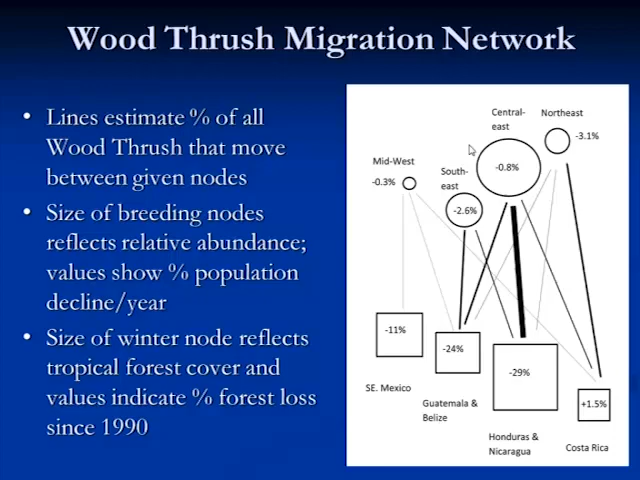 Wood Thrush Migration Network
• Lines estimate % of all
Wood Thrush that move
between given nodes
• Size of breeding nodes
reflects relative abundance;
values show % population
decline/year
• Size of winter node reflects
tropical forest cover and
values indicate % forest loss
since 1990
Central-
east
Northeast
-3.1%
Mid-West
-0.3%
South-
east
-0.8%
-2.6%
-11%
-24%
-29%
+1.5%
SE. Mexico
Guatemala &
Belize
Honduras &
Nicaragua
Costa Rica